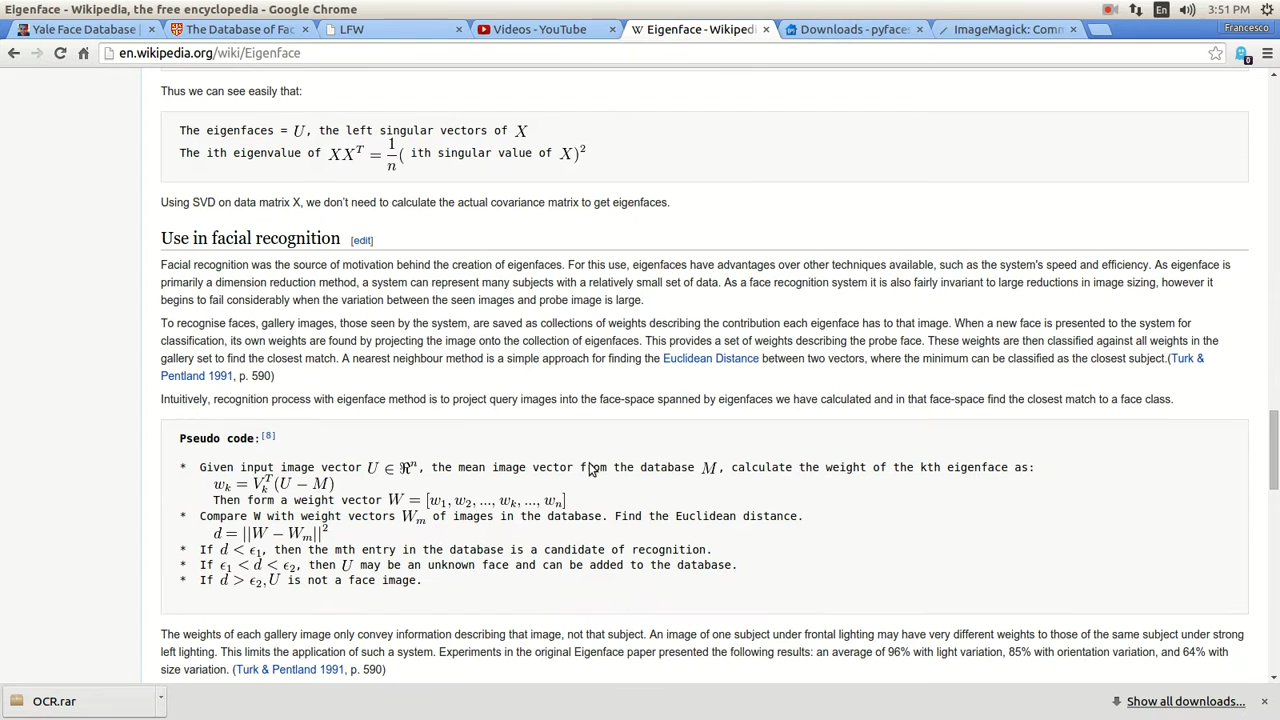 Eigenface - Wikipedia, the free encyclopedia - Google Chrome
En
3:51 PM
Yale Face Database
The Database of Fac
LFW
Videos - YouTube
Eigenface - Wikiped
Downloads - pyfaces
ImageMagick: Comm
Francesco
en.wikipedia.org/wiki/Eigenface
0
Thus we can see easily that:
The eigenfaces = U, the left singular vectors of X
The ith eigenvalue of XXᵀ = 1/n( ith singular value of X)²
Using SVD on data matrix X, we don't need to calculate the actual covariance matrix to get eigenfaces.
Use in facial recognition [edit]
Facial recognition was the source of motivation behind the creation of eigenfaces. For this use, eigenfaces have advantages over other techniques available, such as the system's speed and efficiency. As eigenface is
primarily a dimension reduction method, a system can represent many subjects with a relatively small set of data. As a face recognition system it is also fairly invariant to large reductions in image sizing, however it
begins to fail considerably when the variation between the seen images and probe image is large.
To recognise faces, gallery images, those seen by the system, are saved as collections of weights describing the contribution each eigenface has to that image. When a new face is presented to the system for
classification, its own weights are found by projecting the image onto the collection of eigenfaces. This provides a set of weights describing the probe face. These weights are then classified against all weights in the
gallery set to find the closest match. A nearest neighbour method is a simple approach for finding the Euclidean Distance between two vectors, where the minimum can be classified as the closest subject.(Turk &
Pentland 1991, p. 590)
Intuitively, recognition process with eigenface method is to project query images into the face-space spanned by eigenfaces we have calculated and in that face-space find the closest match to a face class.
Pseudo code:[8]
* Given input image vector U ∈ ℜⁿ, the mean image vector from the database M, calculate the weight of the kth eigenface as:
wₖ = Vₖᵀ(U − M)
Then form a weight vector W = [w₁, w₂, ..., wₖ, ..., wₙ]
* Compare W with weight vectors Wₘ of images in the database. Find the Euclidean distance.
d = ||W − Wₘ||²
* If d < ϵ₁, then the mth entry in the database is a candidate of recognition.
* If ϵ₁ < d < ϵ₂, then U may be an unknown face and can be added to the database.
* If d > ϵ₂, U is not a face image.
The weights of each gallery image only convey information describing that image, not that subject. An image of one subject under frontal lighting may have very different weights to those of the same subject under strong
left lighting. This limits the application of such a system. Experiments in the original Eigenface paper presented the following results: an average of 96% with light variation, 85% with orientation variation, and 64% with
size variation. (Turk & Pentland 1991, p. 590)
OCR.rar
Show all downloads...